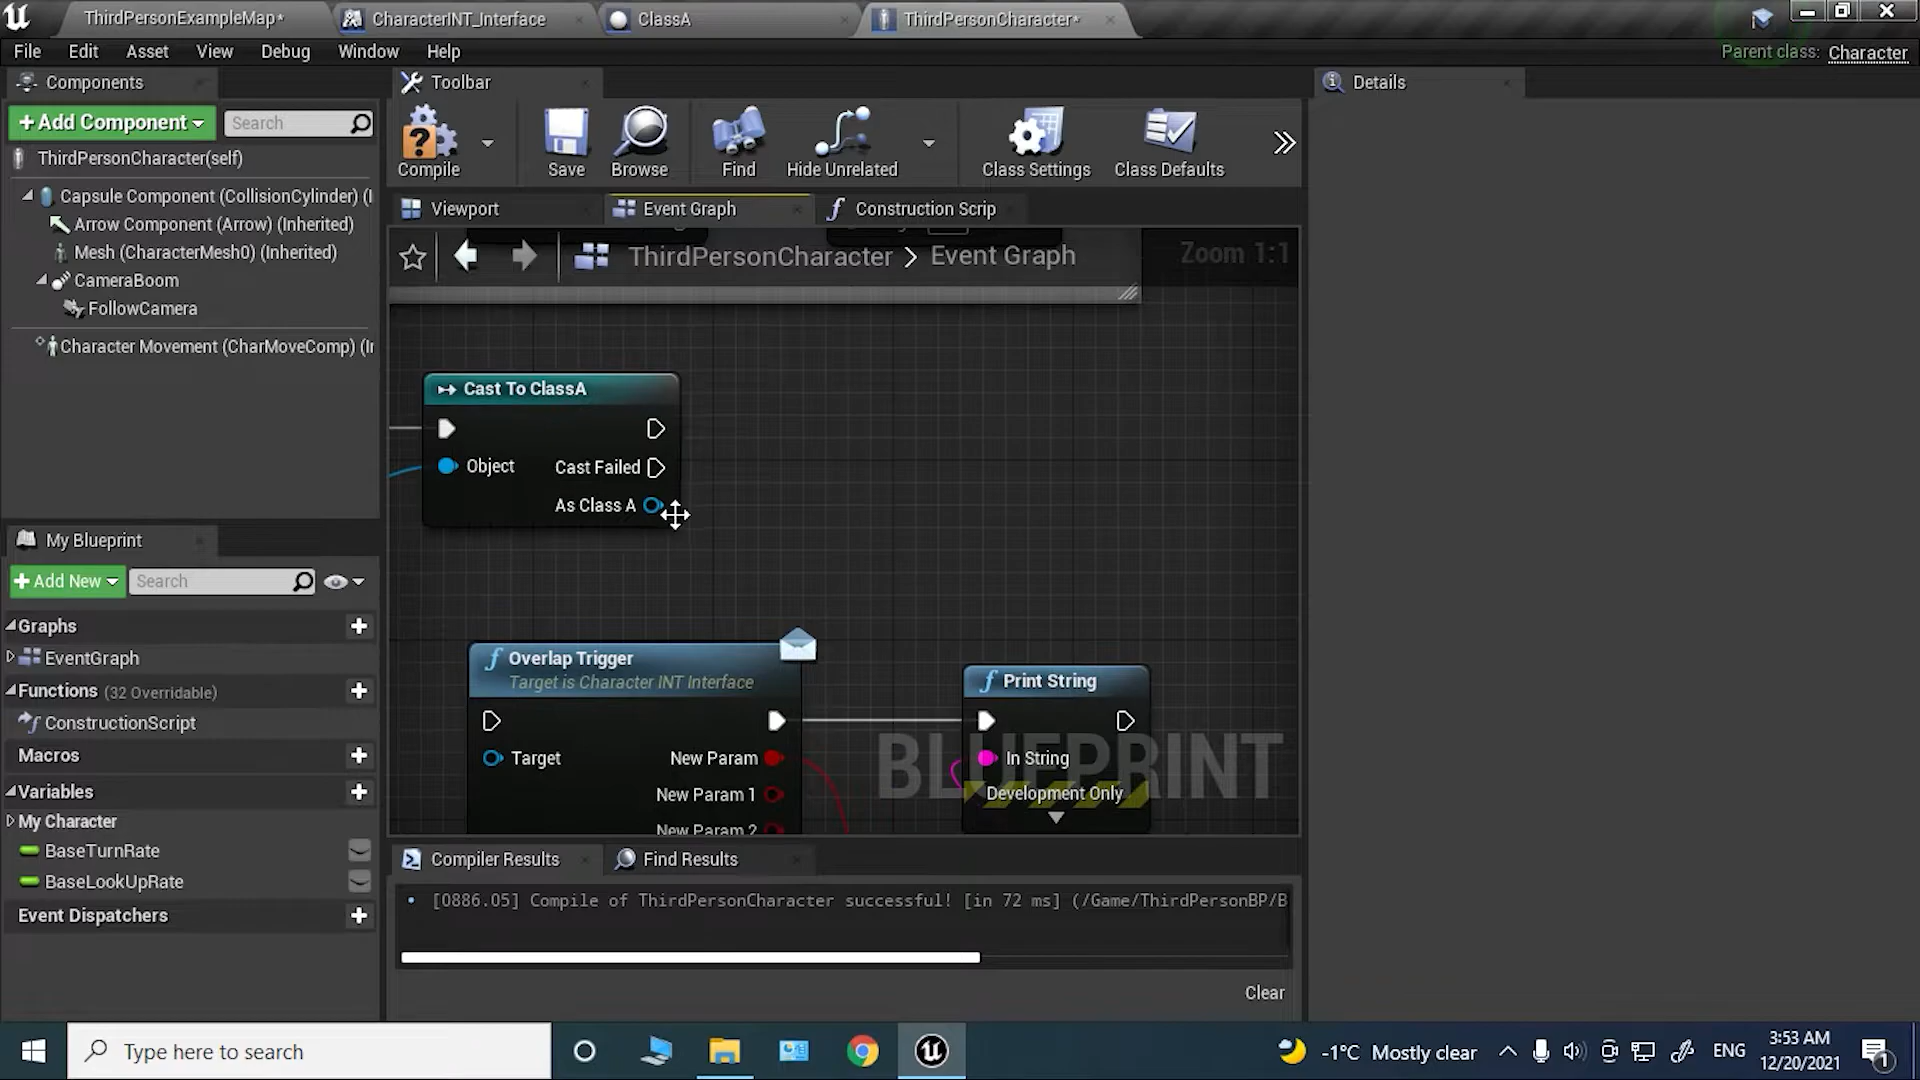 ThirdPersonExampleMap*
CharacterINT_Interface
ClassA
ThirdPersonCharacter*
File Edit Asset View Debug Window Help
Parent class: Character
Components
+Add Component
Search
ThirdPersonCharacter(self)
Capsule Component (CollisionCylinder) (I
Arrow Component (Arrow) (Inherited)
Mesh (CharacterMesh0) (Inherited)
CameraBoom
FollowCamera
Character Movement (CharMoveComp) (Ir
My Blueprint
+Add New
Search
Graphs
EventGraph
Functions (32 Overridable)
ConstructionScript
Macros
Variables
My Character
BaseTurnRate
BaseLookUpRate
Event Dispatchers
Toolbar
Compile
Save
Browse
Find
Hide Unrelated
Class Settings
Class Defaults
Viewport
Event Graph
Construction Scrip
ThirdPersonCharacter > Event Graph
Zoom 1:1
Cast To ClassA
Object
Cast Failed
As Class A
Overlap Trigger
Target is Character INT Interface
Target
New Param
New Param 1
New Param 2
Print String
In String
Development Only
BLUEPRINT
Compiler Results
Find Results
[0886.05] Compile of ThirdPersonCharacter successful! [in 72 ms] (/Game/ThirdPersonBP/B
Clear
Details
Type here to search
-1°C Mostly clear
ENG
3:53 AM
12/20/2021
1